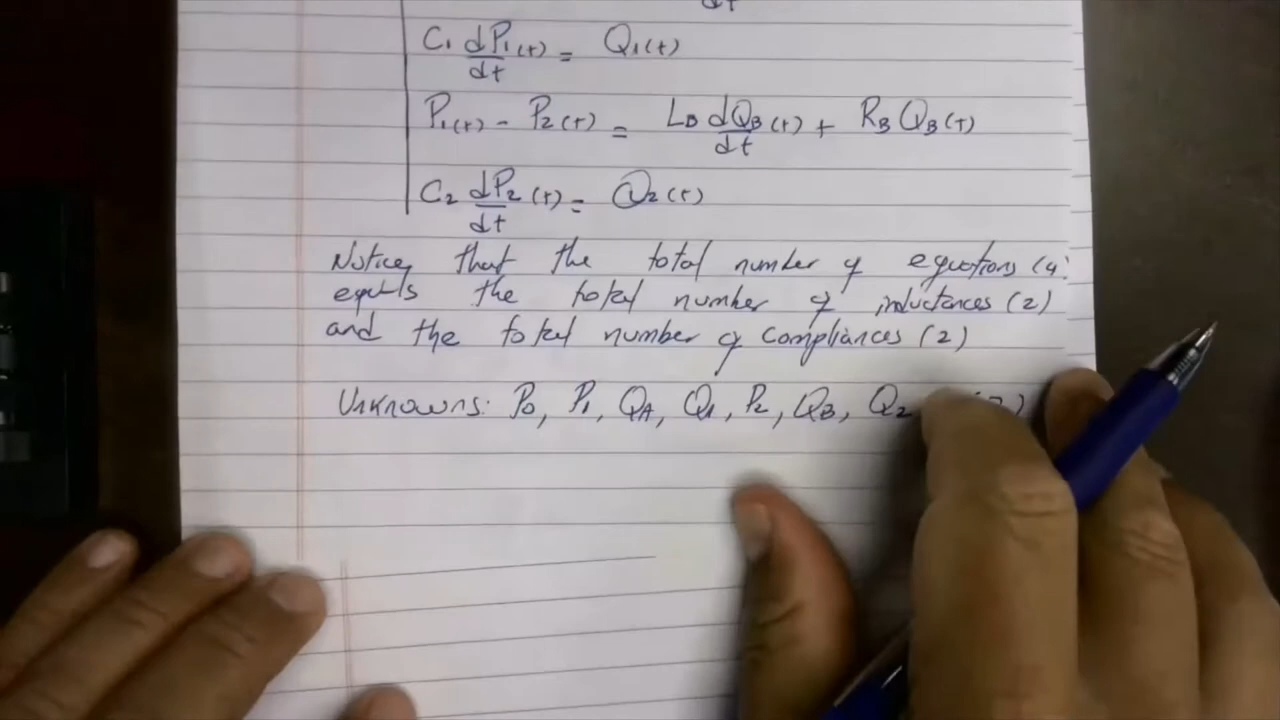 dt
C₁ dP₁(t)/dt = Q₁(t)
P₁(t) - P₂(t) = LB dQB(t)/dt + RB QB(t)
C₂ dP₂(t)/dt = Q₂(t)
Notice that the total number of equations (4)
equals the total number of inductances (2)
and the total number of compliances (2)
Unknowns: P₀, P₁, QA, Q₁, P₂, QB, Q₂ (7)